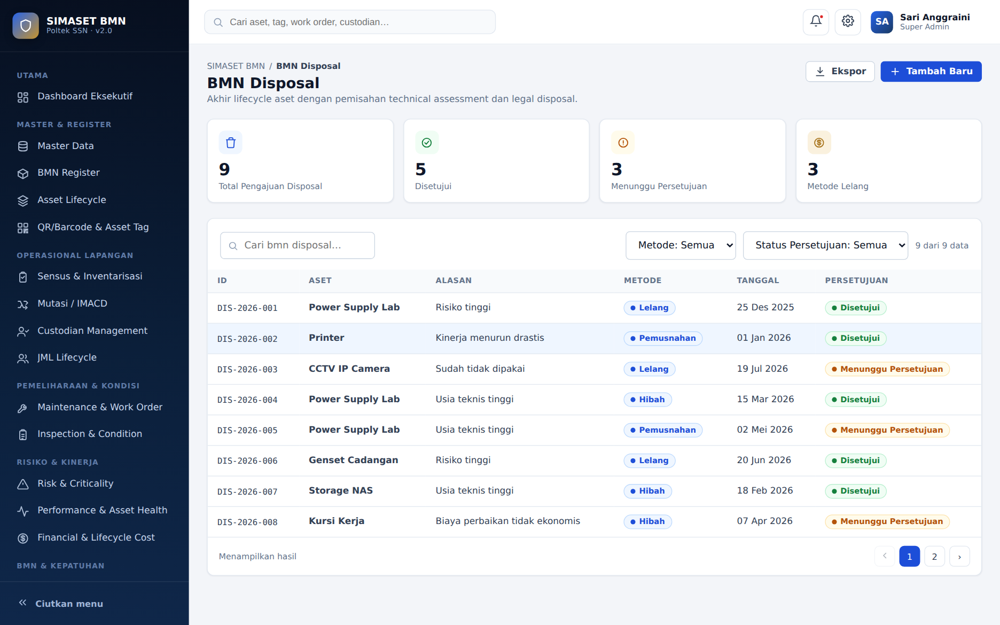 SIMASET BMN
Poltek SSN · v2.0
UTAMA
Dashboard Eksekutif
MASTER & REGISTER
Master Data
BMN Register
Asset Lifecycle
QR/Barcode & Asset Tag
OPERASIONAL LAPANGAN
Sensus & Inventarisasi
Mutasi / IMACD
Custodian Management
JML Lifecycle
PEMELIHARAAN & KONDISI
Maintenance & Work Order
Inspection & Condition
RISIKO & KINERJA
Risk & Criticality
Performance & Asset Health
Financial & Lifecycle Cost
BMN & KEPATUHAN
Ciutkan menu
Cari aset, tag, work order, custodian…
SA
Sari Anggraini
Super Admin
SIMASET BMN / BMN Disposal
BMN Disposal
Akhir lifecycle aset dengan pemisahan technical assessment dan legal disposal.
Ekspor
Tambah Baru
9
Total Pengajuan Disposal
5
Disetujui
3
Menunggu Persetujuan
3
Metode Lelang
Cari bmn disposal…
Metode: Semua
Status Persetujuan: Semua
9 dari 9 data
ID ASET ALASAN METODE TANGGAL PERSETUJUAN
DIS-2026-001 Power Supply Lab Risiko tinggi Lelang 25 Des 2025 Disetujui
DIS-2026-002 Printer Kinerja menurun drastis Pemusnahan 01 Jan 2026 Disetujui
DIS-2026-003 CCTV IP Camera Sudah tidak dipakai Lelang 19 Jul 2026 Menunggu Persetujuan
DIS-2026-004 Power Supply Lab Usia teknis tinggi Hibah 15 Mar 2026 Disetujui
DIS-2026-005 Power Supply Lab Usia teknis tinggi Pemusnahan 02 Mei 2026 Menunggu Persetujuan
DIS-2026-006 Genset Cadangan Risiko tinggi Lelang 20 Jun 2026 Disetujui
DIS-2026-007 Storage NAS Usia teknis tinggi Hibah 18 Feb 2026 Disetujui
DIS-2026-008 Kursi Kerja Biaya perbaikan tidak ekonomis Hibah 07 Apr 2026 Menunggu Persetujuan
Menampilkan hasil
‹ 1 2 ›